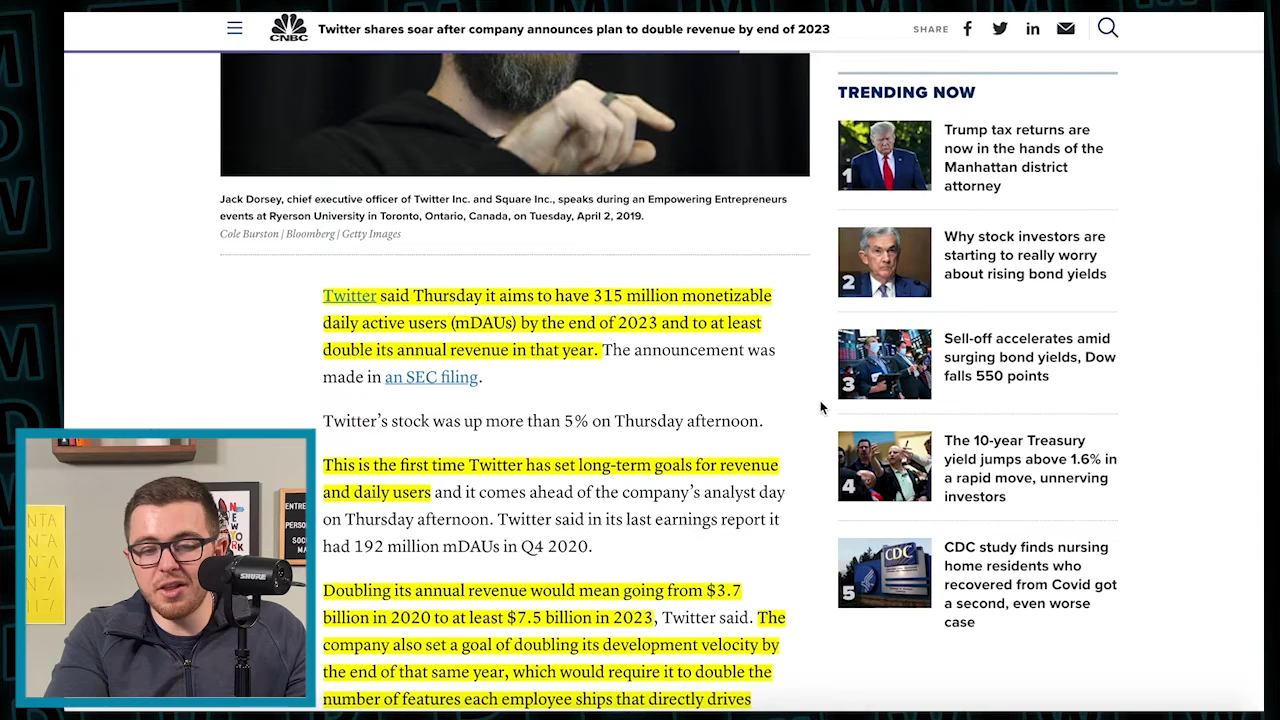 CNBC
Twitter shares soar after company announces plan to double revenue by end of 2023
SHARE
Jack Dorsey, chief executive officer of Twitter Inc. and Square Inc., speaks during an Empowering Entrepreneurs
events at Ryerson University in Toronto, Ontario, Canada, on Tuesday, April 2, 2019.
Cole Burston | Bloomberg | Getty Images
Twitter said Thursday it aims to have 315 million monetizable
daily active users (mDAUs) by the end of 2023 and to at least
double its annual revenue in that year. The announcement was
made in an SEC filing.
Twitter’s stock was up more than 5% on Thursday afternoon.
This is the first time Twitter has set long-term goals for revenue
and daily users and it comes ahead of the company’s analyst day
on Thursday afternoon. Twitter said in its last earnings report it
had 192 million mDAUs in Q4 2020.
Doubling its annual revenue would mean going from $3.7
billion in 2020 to at least $7.5 billion in 2023, Twitter said. The
company also set a goal of doubling its development velocity by
the end of that same year, which would require it to double the
number of features each employee ships that directly drives
TRENDING NOW
1
Trump tax returns are
now in the hands of the
Manhattan district
attorney
2
Why stock investors are
starting to really worry
about rising bond yields
3
Sell-off accelerates amid
surging bond yields, Dow
falls 550 points
4
The 10-year Treasury
yield jumps above 1.6% in
a rapid move, unnerving
investors
5
CDC
CDC study finds nursing
home residents who
recovered from Covid got
a second, even worse
case
NEW
YORK
SHURE